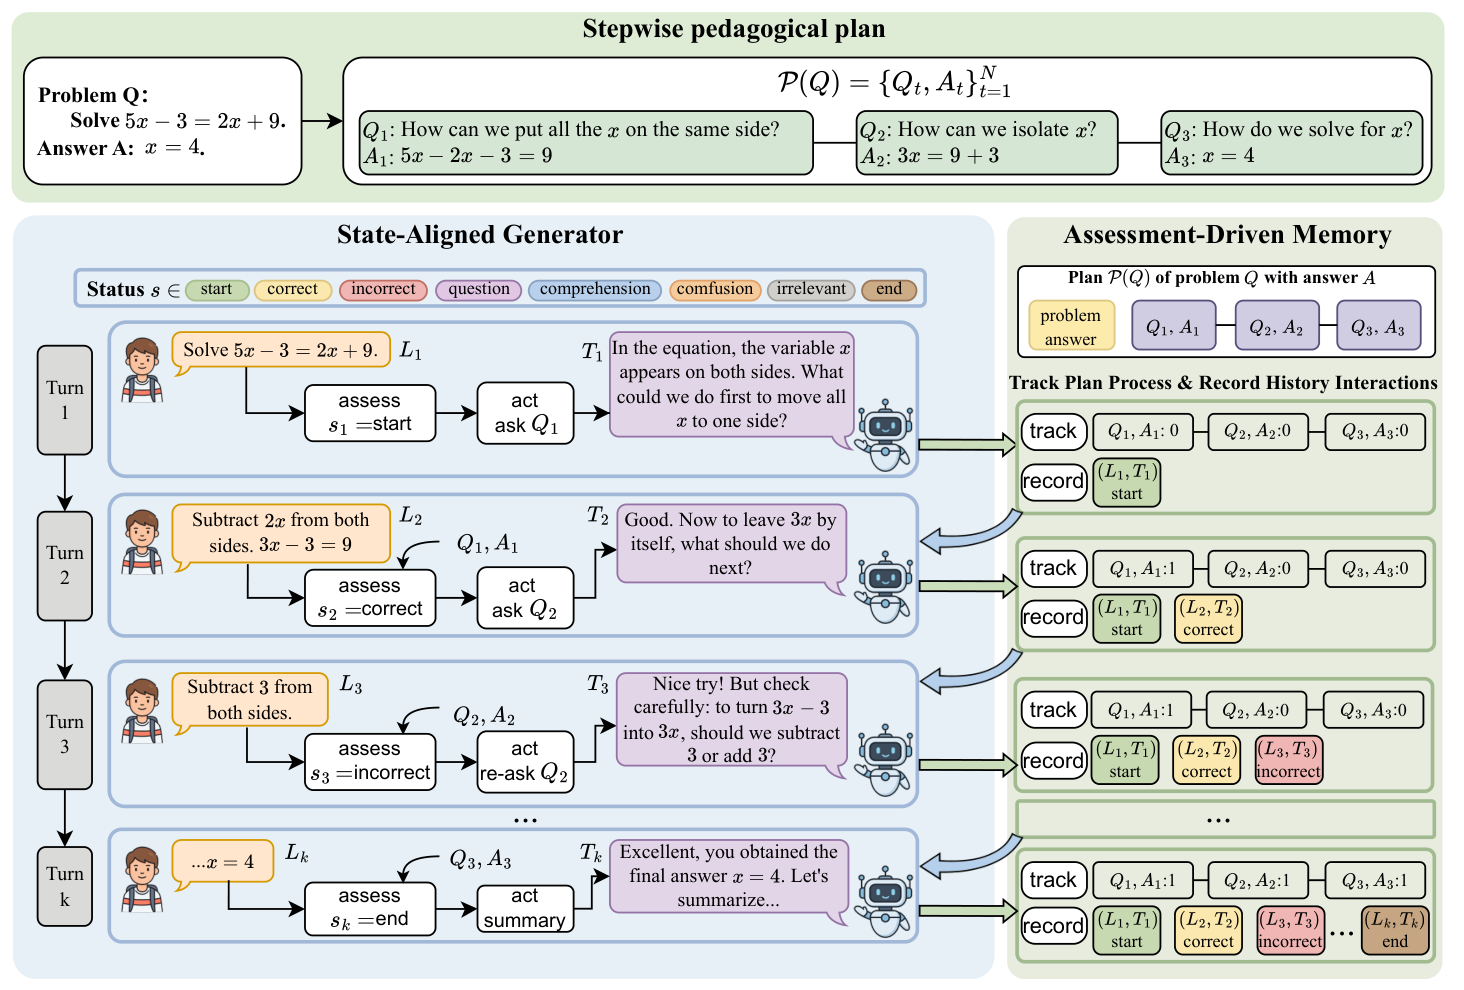 Stepwise pedagogical plan
Problem Q:
Solve 5x − 3 = 2x + 9.
Answer A: x = 4.
𝒫(Q) = {Q_t, A_t}_{t=1}^{N}
Q₁: How can we put all the x on the same side?
A₁: 5x − 2x − 3 = 9
Q₂: How can we isolate x?
A₂: 3x = 9 + 3
Q₃: How do we solve for x?
A₃: x = 4
State-Aligned Generator
Status s ∈ start correct incorrect question comprehension comfusion irrelevant end
Turn
1
Solve 5x − 3 = 2x + 9.
L₁
assess
s₁ =start
act
ask Q₁
T₁
In the equation, the variable x
appears on both sides. What
could we do first to move all
x to one side?
Turn
2
Subtract 2x from both
sides. 3x − 3 = 9
L₂
Q₁, A₁
assess
s₂ =correct
act
ask Q₂
T₂
Good. Now to leave 3x by
itself, what should we do
next?
Turn
3
Subtract 3 from
both sides.
L₃
Q₂, A₂
assess
s₃ =incorrect
act
re-ask Q₂
T₃
Nice try! But check
carefully: to turn 3x − 3
into 3x, should we subtract
3 or add 3?
...
Turn
k
...x = 4
L_k
Q₃, A₃
assess
s_k =end
act
summary
T_k
Excellent, you obtained the
final answer x = 4. Let's
summarize...
Assessment-Driven Memory
Plan 𝒫(Q) of problem Q with answer A
problem
answer
Q₁, A₁
Q₂, A₂
Q₃, A₃
Track Plan Process & Record History Interactions
track
Q₁, A₁: 0
Q₂, A₂:0
Q₃, A₃:0
record
(L₁, T₁)
start
track
Q₁, A₁:1
Q₂, A₂:0
Q₃, A₃:0
record
(L₁, T₁)
start
(L₂, T₂)
correct
track
Q₁, A₁:1
Q₂, A₂:0
Q₃, A₃:0
record
(L₁, T₁)
start
(L₂, T₂)
correct
(L₃, T₃)
incorrect
...
track
Q₁, A₁:1
Q₂, A₂:1
Q₃, A₃:1
record
(L₁, T₁)
start
(L₂, T₂)
correct
(L₃, T₃)
incorrect
...
(L_k, T_k)
end